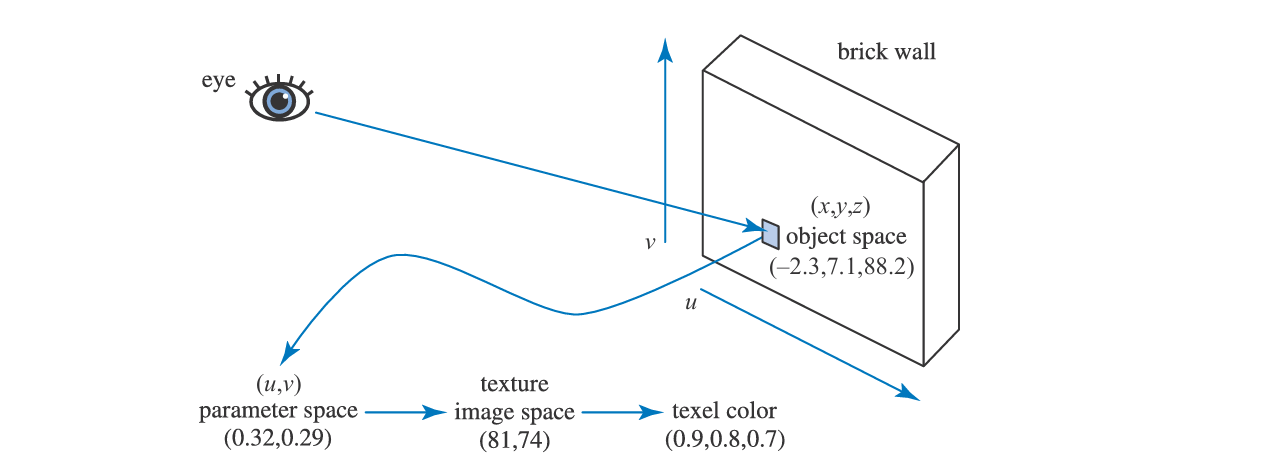 brick wall
eye
(x,y,z)
object space
(–2.3,7.1,88.2)
v
u
(u,v)
parameter space
(0.32,0.29)
texture
image space
(81,74)
texel color
(0.9,0.8,0.7)